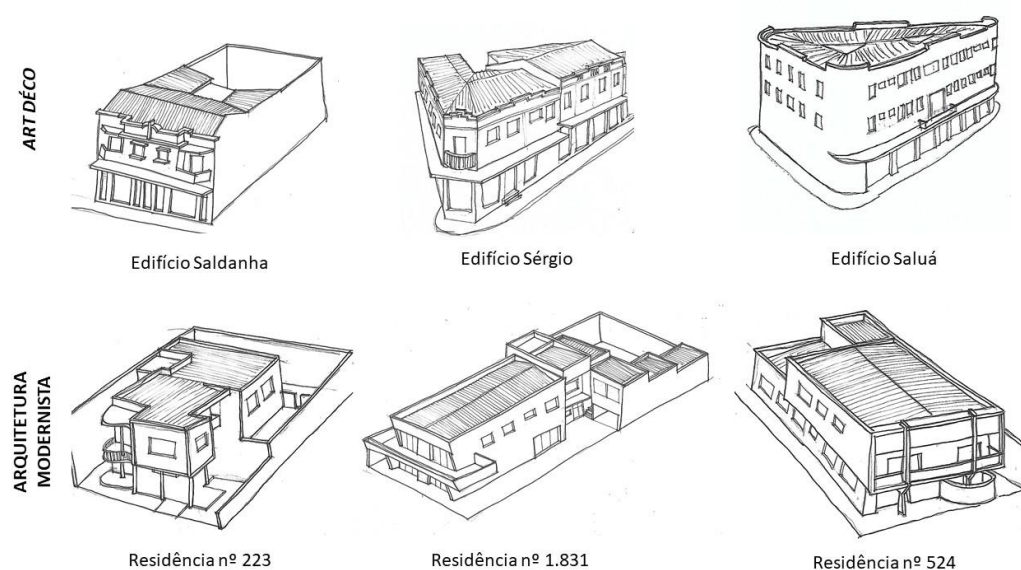 ART DÉCO
Edifício Saldanha
Edifício Sérgio
Edifício Saluá
ARQUITETURA
MODERNISTA
Residência nº 223
Residência nº 1.831
Residência nº 524